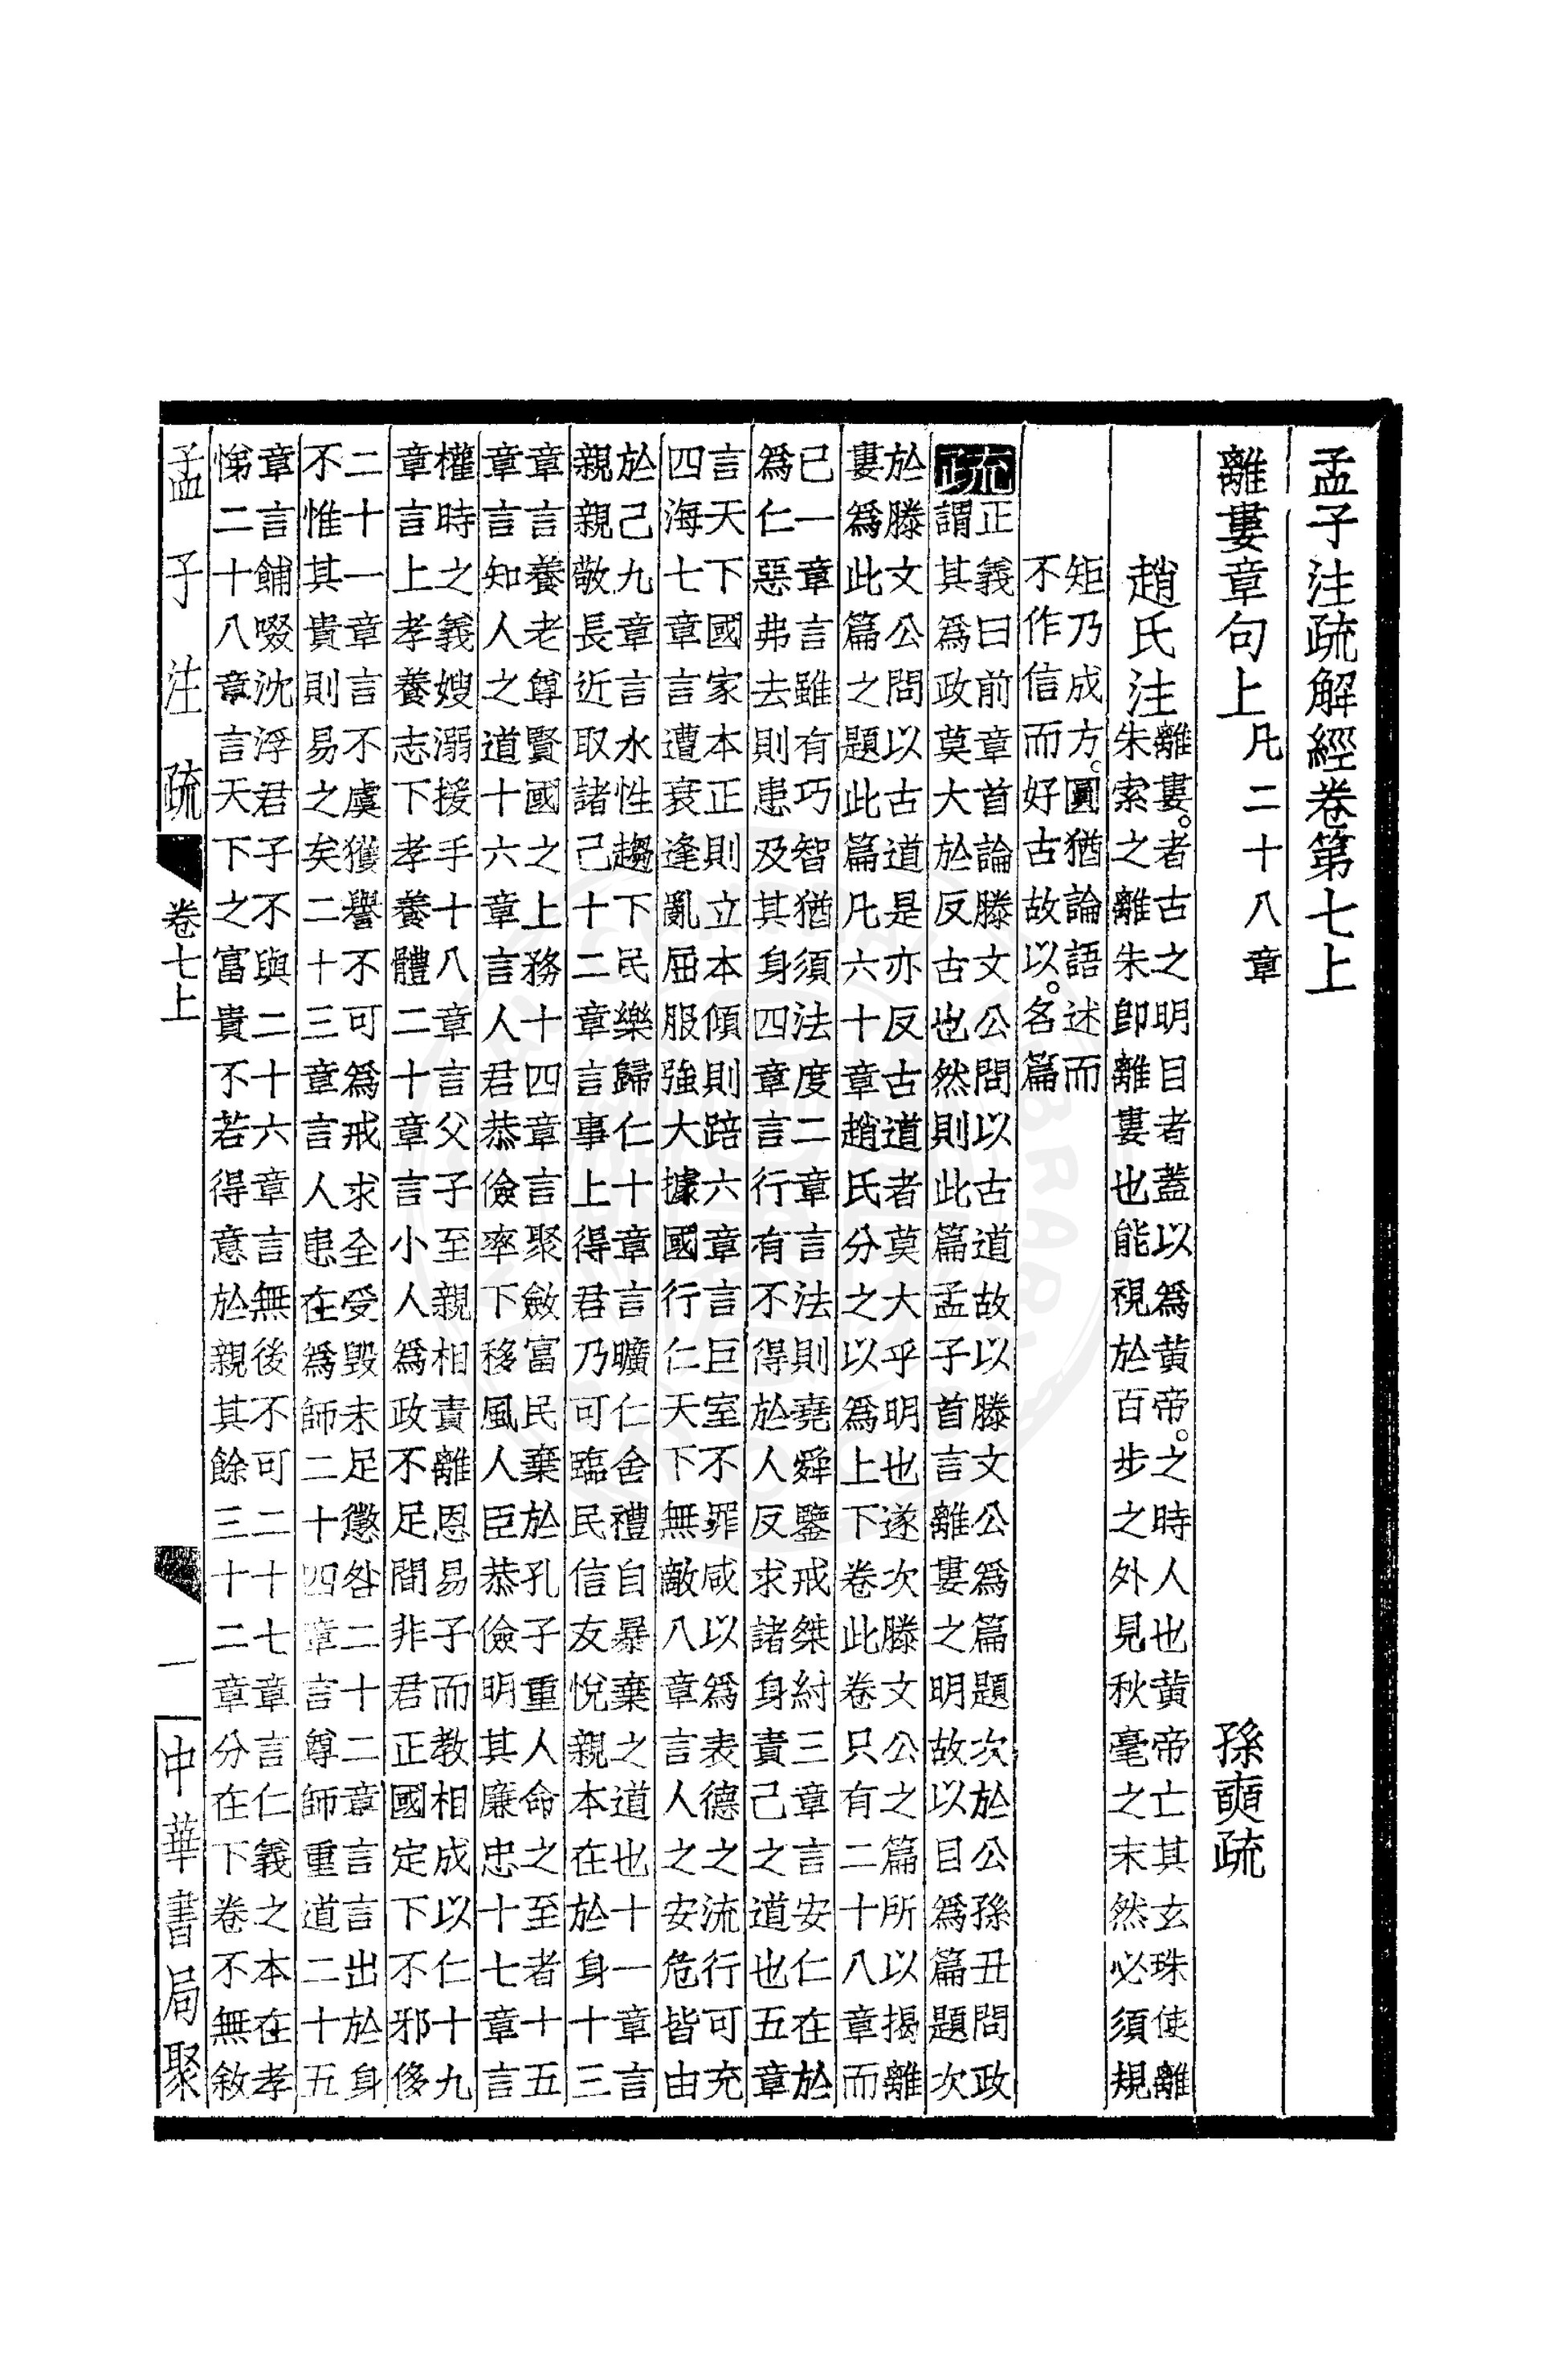 孟子注疏解經卷第七上
離婁章句上凡二十八章 孫奭疏
趙氏注離婁。者古之明目者蓋以爲黃帝。之時人也黃帝亡其玄珠使離
朱索之離朱卽離婁也能視於百步之外見秋毫之末然必須規
矩乃成方。圓猶論語述而
不作信而好古故以。名篇
疏正義曰前章首論滕文公問以古道故以滕文公爲篇題次於公孫丑問政
謂其爲政莫大於反古也然則此篇孟子首言離婁之明故以目爲篇題次
於滕文公問以古道是亦反古道者莫大乎明也遂次滕文公之篇所以揭離
婁爲此篇之題此篇凡六十章趙氏分之以爲上下卷此卷只有二十八章而
已一章言雖有巧智猶須法度二章言法則堯舜鑒戒桀紂三章言安仁在於
爲仁惡弗去則患及其身四章言行有不得於人反求諸身責己之道也五章
言天下國家本正則立本傾則踣六章言巨室不罪咸以爲表德之流行可充
四海七章言遭衰逢亂屈服強大據國行仁天下無敵八章言人之安危皆由
於己九章言水性趨下民樂歸仁十章言曠仁舍禮自暴棄之道也十一章言
親親敬長近取諸己十二章言事上得君乃可臨民信友悅親本在於身十三
章言養老尊賢國之上務十四章言聚斂富民棄於孔子重人命之至者十五
章言知人之道十六章言人君恭儉率下移風人臣恭儉明其廉忠十七章言
權時之義嫂溺援手十八章言父子至親相責離恩易子而教相成以仁十九
章言上孝養志下孝養體二十章言小人爲政不足間非君正國定下不邪侈
二十一章言不虞獲譽不可爲戒求全受毀未足懲咎二十二章言言出於身
不惟其貴則易之矣二十三章言人患在爲師二十四章言尊師重道二十五
章言餔啜沈浮君子不與二十六章言無後不可二十七章言仁義之本在孝
悌二十八章言天下之富貴不若得意於親其餘三十二章分在下卷不無敘
孟子注疏 卷七上 一 中華書局聚